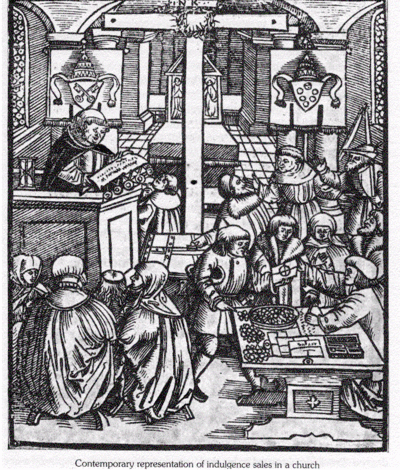 Contemporary representation of indulgence sales in a church